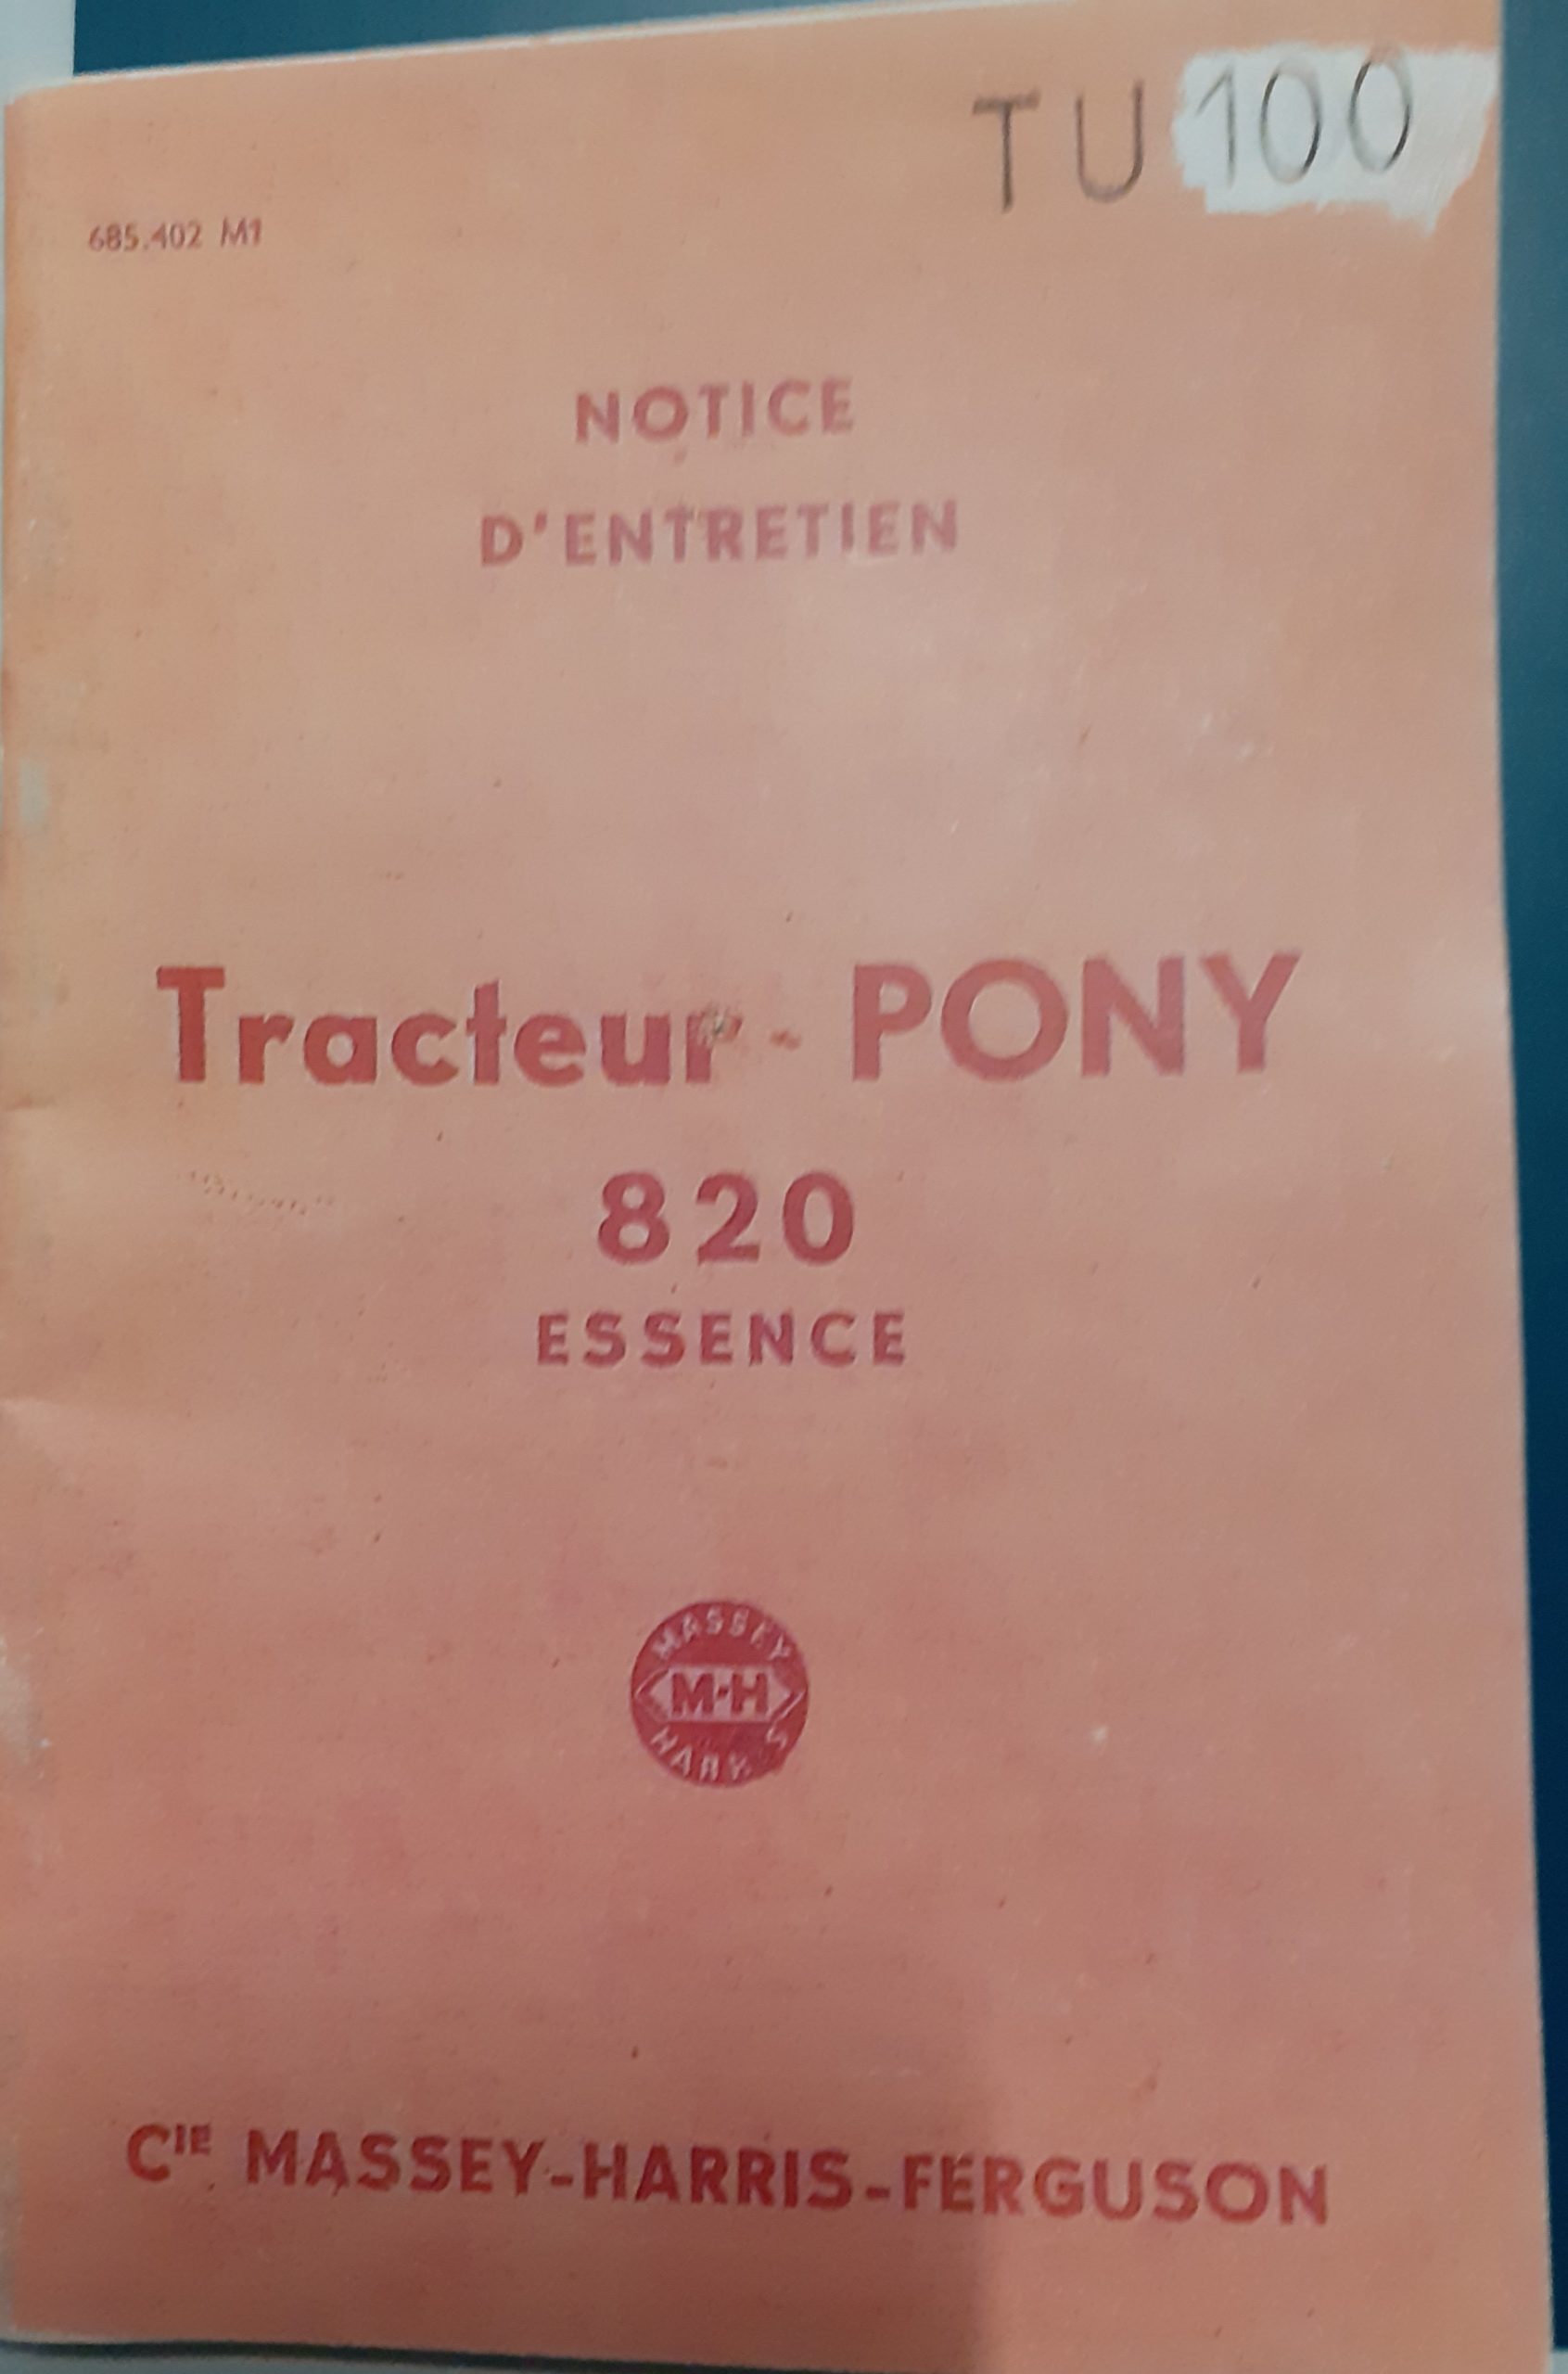 TU 100
685.402 M1
NOTICE
D'ENTRETIEN
Tracteur - PONY
820
ESSENCE
MASSEY
M-H
HARRIS
CIE MASSEY-HARRIS-FERGUSON